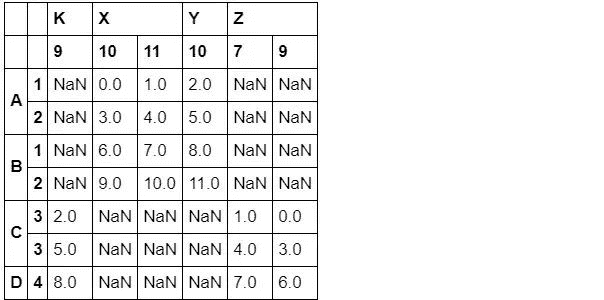 K X Y Z
9 10 11 10 7 9
A 1 NaN 0.0 1.0 2.0 NaN NaN
2 NaN 3.0 4.0 5.0 NaN NaN
B 1 NaN 6.0 7.0 8.0 NaN NaN
2 NaN 9.0 10.0 11.0 NaN NaN
C 3 2.0 NaN NaN NaN 1.0 0.0
3 5.0 NaN NaN NaN 4.0 3.0
D 4 8.0 NaN NaN NaN 7.0 6.0